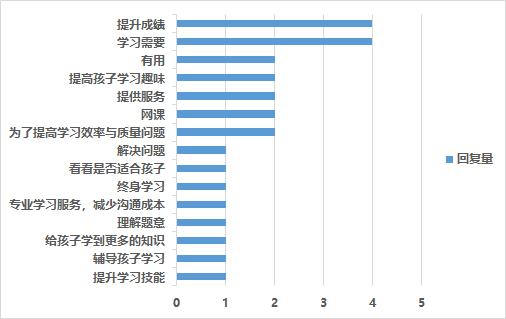 提升成绩
学习需要
有用
提高孩子学习趣味
提供服务
网课
为了提高学习效率与质量问题
解决问题
看看是否适合孩子
终身学习
专业学习服务，减少沟通成本
理解题意
给孩子学到更多的知识
辅导孩子学习
提升学习技能
0 1 2 3 4 5
回复量